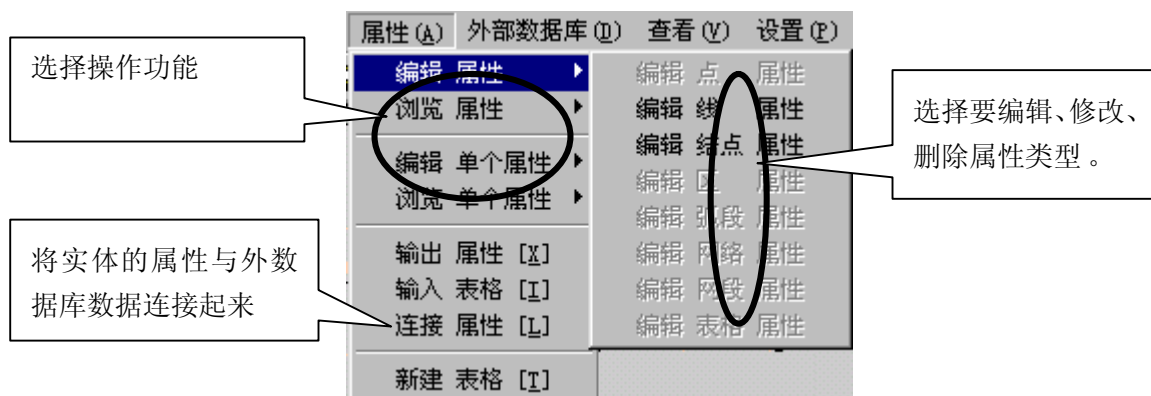 属性(A) 外部数据库(D) 查看(V) 设置(P)
选择操作功能
编辑 属性
浏览 属性
编辑 单个属性
浏览 单个属性
输出 属性 [X]
输入 表格 [I]
连接 属性 [L]
新建 表格 [T]
编辑 点 属性
编辑 线 属性
编辑 结点 属性
编辑 区 属性
编辑 弧段 属性
编辑 网络 属性
编辑 网段 属性
编辑 表格 属性
选择要编辑、修改、
删除属性类型。
将实体的属性与外数
据库数据连接起来